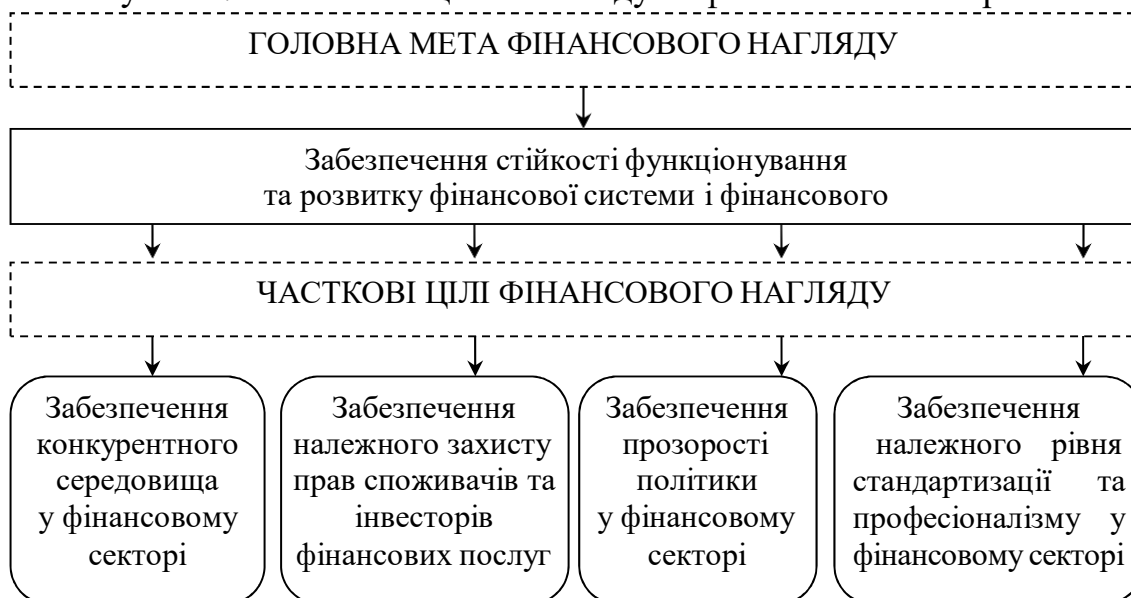 ГОЛОВНА МЕТА ФІНАНСОВОГО НАГЛЯДУ
Забезпечення стійкості функціонування
та розвитку фінансової системи і фінансового
ЧАСТКОВІ ЦІЛІ ФІНАНСОВОГО НАГЛЯДУ
Забезпечення
конкурентного
середовища
у фінансовому
секторі
Забезпечення
належного захисту
прав споживачів та
інвесторів
фінансових послуг
Забезпечення
прозорості
політики
у фінансовому
секторі
Забезпечення
належного рівня
стандартизації та
професіоналізму у
фінансовому секторі